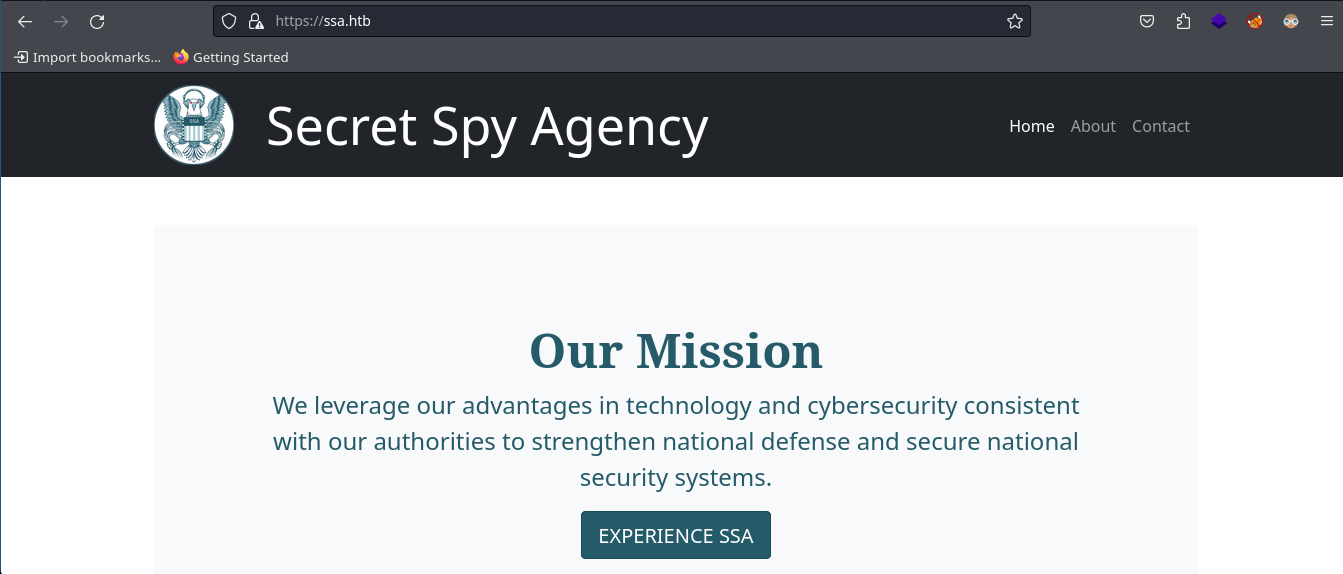 https://ssa.htb
Import bookmarks... Getting Started
SSA
Secret Spy Agency
Home About Contact
Our Mission
We leverage our advantages in technology and cybersecurity consistent
with our authorities to strengthen national defense and secure national
security systems.
EXPERIENCE SSA